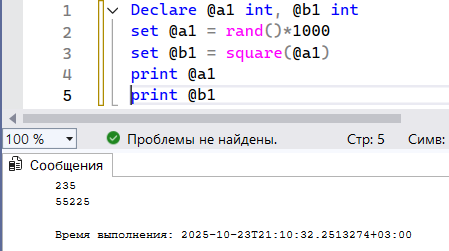 1 Declare @a1 int, @b1 int
2 set @a1 = rand()*1000
3 set @b1 = square(@a1)
4 print @a1
5 print @b1
100 % Проблемы не найдены. Стр: 5 Симв:
Сообщения
235
55225
Время выполнения: 2025-10-23T21:10:32.2513274+03:00